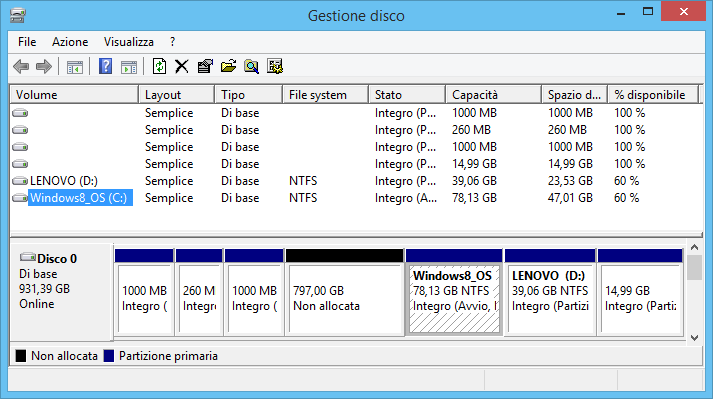 Gestione disco
File Azione Visualizza ?
Volume Layout Tipo File system Stato Capacità Spazio d... % disponibile
Semplice Di base Integro (P... 1000 MB 1000 MB 100 %
Semplice Di base Integro (P... 260 MB 260 MB 100 %
Semplice Di base Integro (P... 1000 MB 1000 MB 100 %
Semplice Di base Integro (P... 14,99 GB 14,99 GB 100 %
LENOVO (D:) Semplice Di base NTFS Integro (P... 39,06 GB 23,53 GB 60 %
Windows8_OS (C:) Semplice Di base NTFS Integro (A... 78,13 GB 47,01 GB 60 %
Disco 0
Di base
931,39 GB
Online
1000 MB
Integro (
260 M
Integr
1000 MB
Integro (
797,00 GB
Non allocata
Windows8_OS
78,13 GB NTFS
Integro (Avvio, I
LENOVO (D:)
39,06 GB NTFS
Integro (Partizi
14,99 GB
Integro (Partiz
Non allocata Partizione primaria